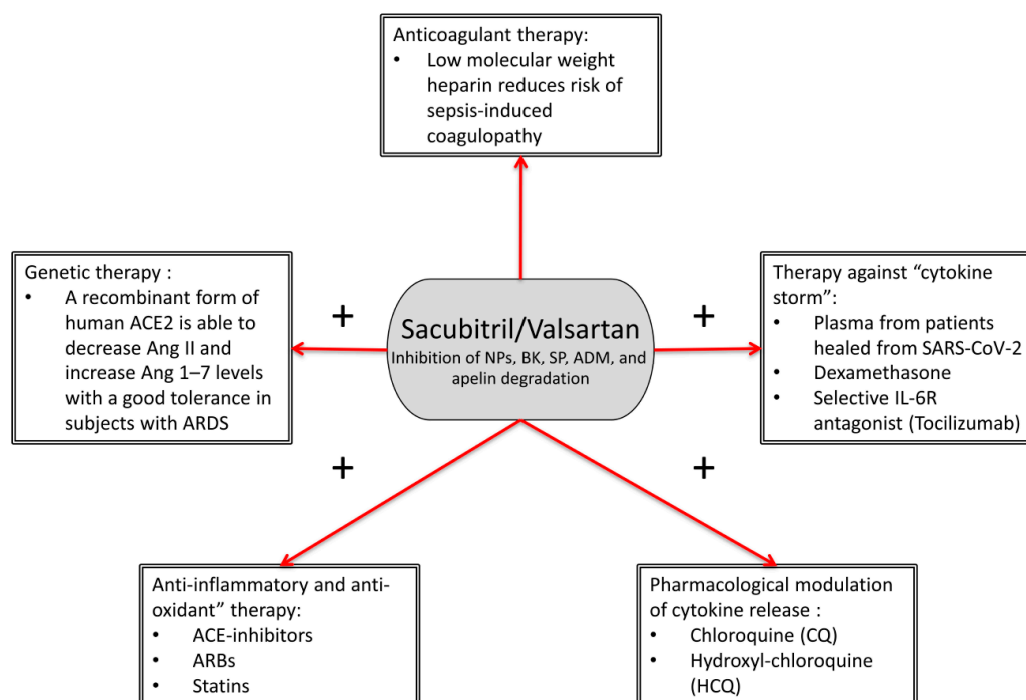 Anticoagulant therapy:
• Low molecular weight
heparin reduces risk of
sepsis-induced
coagulopathy
Genetic therapy :
• A recombinant form of
human ACE2 is able to
decrease Ang II and
increase Ang 1–7 levels
with a good tolerance in
subjects with ARDS
+
Sacubitril/Valsartan
Inhibition of NPs, BK, SP, ADM, and
apelin degradation
+
Therapy against “cytokine
storm”:
• Plasma from patients
healed from SARS-CoV-2
• Dexamethasone
• Selective IL-6R
antagonist (Tocilizumab)
+
+
Anti-inflammatory and anti-
oxidant” therapy:
• ACE-inhibitors
• ARBs
• Statins
Pharmacological modulation
of cytokine release :
• Chloroquine (CQ)
• Hydroxyl-chloroquine
(HCQ)